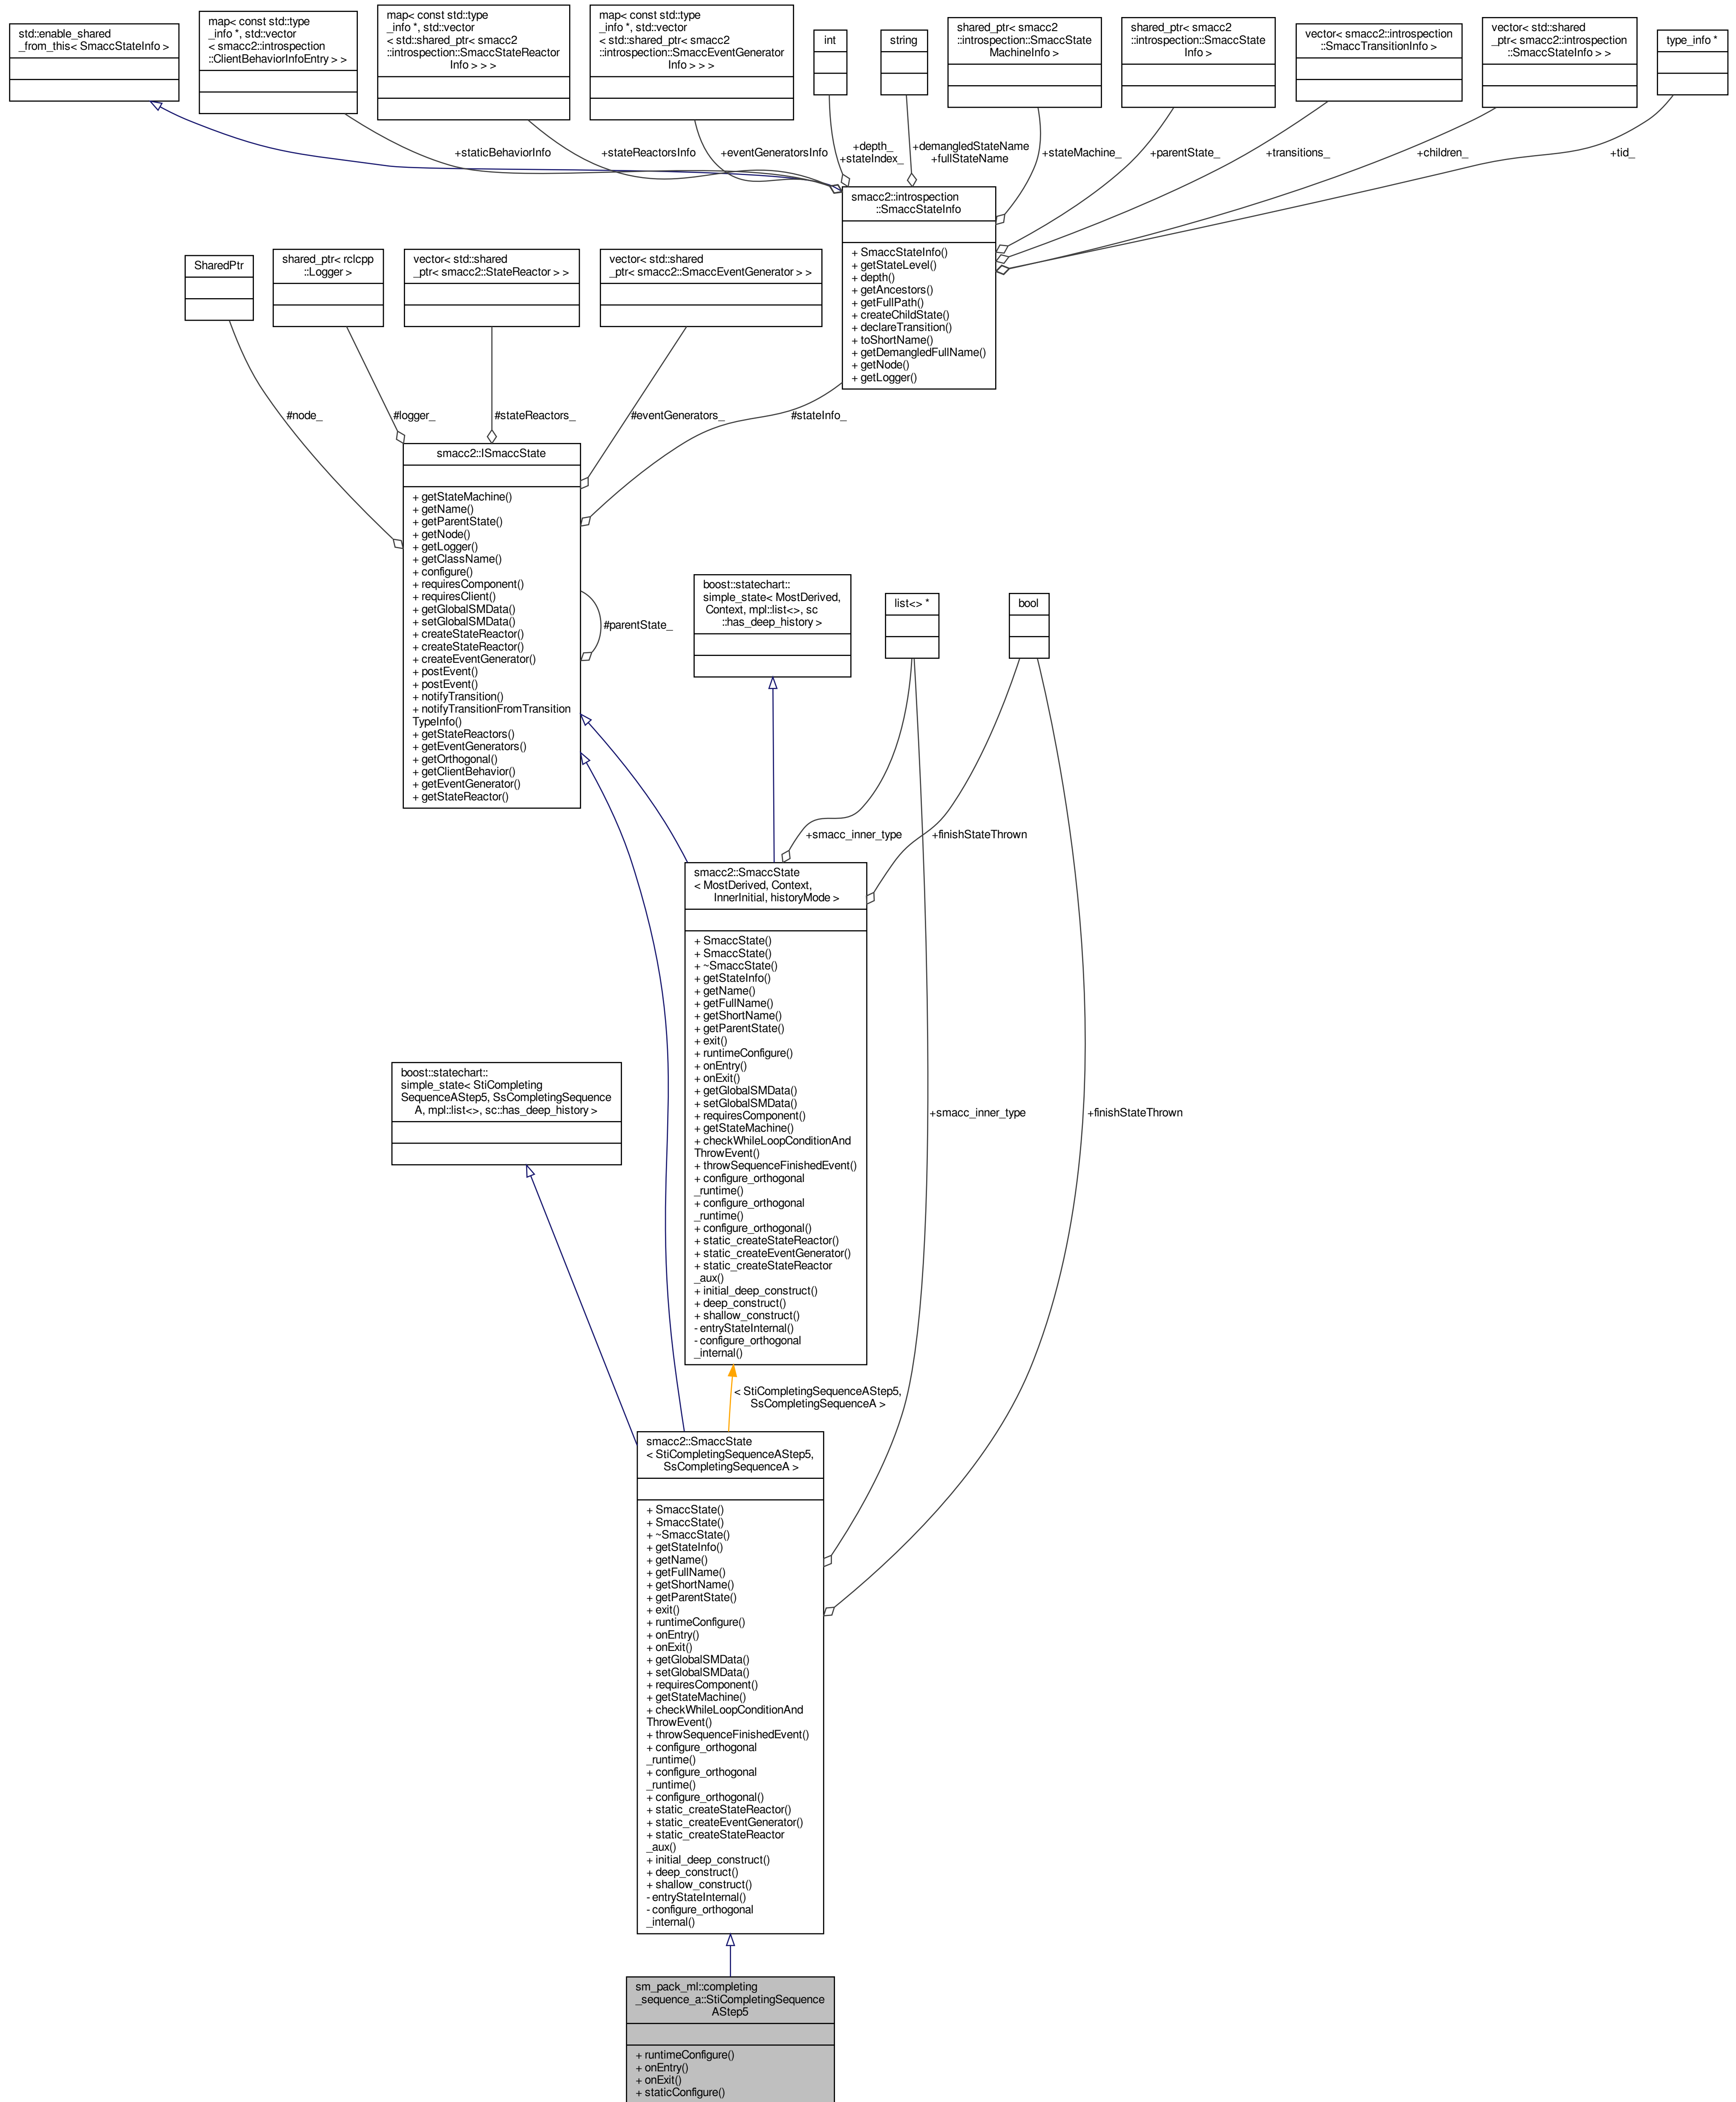 std::enable_shared
_from_this< SmaccStateInfo >
map< const std::type
_info *, std::vector
< smacc2::introspection
::ClientBehaviorInfoEntry > >
map< const std::type
_info *, std::vector
< std::shared_ptr< smacc2
::introspection::SmaccStateReactor
Info > > >
map< const std::type
_info *, std::vector
< std::shared_ptr< smacc2
::introspection::SmaccEventGenerator
Info > > >
int
string
shared_ptr< smacc2
::introspection::SmaccState
MachineInfo >
shared_ptr< smacc2
::introspection::SmaccState
Info >
vector< smacc2::introspection
::SmaccTransitionInfo >
vector< std::shared
_ptr< smacc2::introspection
::SmaccStateInfo > >
type_info *
+staticBehaviorInfo
+stateReactorsInfo
+eventGeneratorsInfo
+depth_
+stateIndex_
+demangledStateName
+fullStateName
+stateMachine_
+parentState_
+transitions_
+children_
+tid_
smacc2::introspection
::SmaccStateInfo
+ SmaccStateInfo()
+ getStateLevel()
+ depth()
+ getAncestors()
+ getFullPath()
+ createChildState()
+ declareTransition()
+ toShortName()
+ getDemangledFullName()
+ getNode()
+ getLogger()
SharedPtr
shared_ptr< rclcpp
::Logger >
vector< std::shared
_ptr< smacc2::StateReactor > >
vector< std::shared
_ptr< smacc2::SmaccEventGenerator > >
#node_
#logger_
#stateReactors_
#eventGenerators_
#stateInfo_
smacc2::ISmaccState
+ getStateMachine()
+ getName()
+ getParentState()
+ getNode()
+ getLogger()
+ getClassName()
+ configure()
+ requiresComponent()
+ requiresClient()
+ getGlobalSMData()
+ setGlobalSMData()
+ createStateReactor()
+ createStateReactor()
+ createEventGenerator()
+ postEvent()
+ postEvent()
+ notifyTransition()
+ notifyTransitionFromTransition
TypeInfo()
+ getStateReactors()
+ getEventGenerators()
+ getOrthogonal()
+ getClientBehavior()
+ getEventGenerator()
+ getStateReactor()
#parentState_
boost::statechart::
simple_state< MostDerived,
Context, mpl::list<>, sc
::has_deep_history >
list<> *
bool
+smacc_inner_type
+finishStateThrown
smacc2::SmaccState
< MostDerived, Context,
InnerInitial, historyMode >
+ SmaccState()
+ SmaccState()
+ ~SmaccState()
+ getStateInfo()
+ getName()
+ getFullName()
+ getShortName()
+ getParentState()
+ exit()
+ runtimeConfigure()
+ onEntry()
+ onExit()
+ getGlobalSMData()
+ setGlobalSMData()
+ requiresComponent()
+ getStateMachine()
+ checkWhileLoopConditionAnd
ThrowEvent()
+ throwSequenceFinishedEvent()
+ configure_orthogonal
_runtime()
+ configure_orthogonal
_runtime()
+ configure_orthogonal()
+ static_createStateReactor()
+ static_createEventGenerator()
+ static_createStateReactor
_aux()
+ initial_deep_construct()
+ deep_construct()
+ shallow_construct()
- entryStateInternal()
- configure_orthogonal
_internal()
boost::statechart::
simple_state< StiCompleting
SequenceAStep5, SsCompletingSequence
A, mpl::list<>, sc::has_deep_history >
+smacc_inner_type
+finishStateThrown
< StiCompletingSequenceAStep5,
SsCompletingSequenceA >
smacc2::SmaccState
< StiCompletingSequenceAStep5,
SsCompletingSequenceA >
+ SmaccState()
+ SmaccState()
+ ~SmaccState()
+ getStateInfo()
+ getName()
+ getFullName()
+ getShortName()
+ getParentState()
+ exit()
+ runtimeConfigure()
+ onEntry()
+ onExit()
+ getGlobalSMData()
+ setGlobalSMData()
+ requiresComponent()
+ getStateMachine()
+ checkWhileLoopConditionAnd
ThrowEvent()
+ throwSequenceFinishedEvent()
+ configure_orthogonal
_runtime()
+ configure_orthogonal
_runtime()
+ configure_orthogonal()
+ static_createStateReactor()
+ static_createEventGenerator()
+ static_createStateReactor
_aux()
+ initial_deep_construct()
+ deep_construct()
+ shallow_construct()
- entryStateInternal()
- configure_orthogonal
_internal()
sm_pack_ml::completing
_sequence_a::StiCompletingSequence
AStep5
+ runtimeConfigure()
+ onEntry()
+ onExit()
+ staticConfigure()